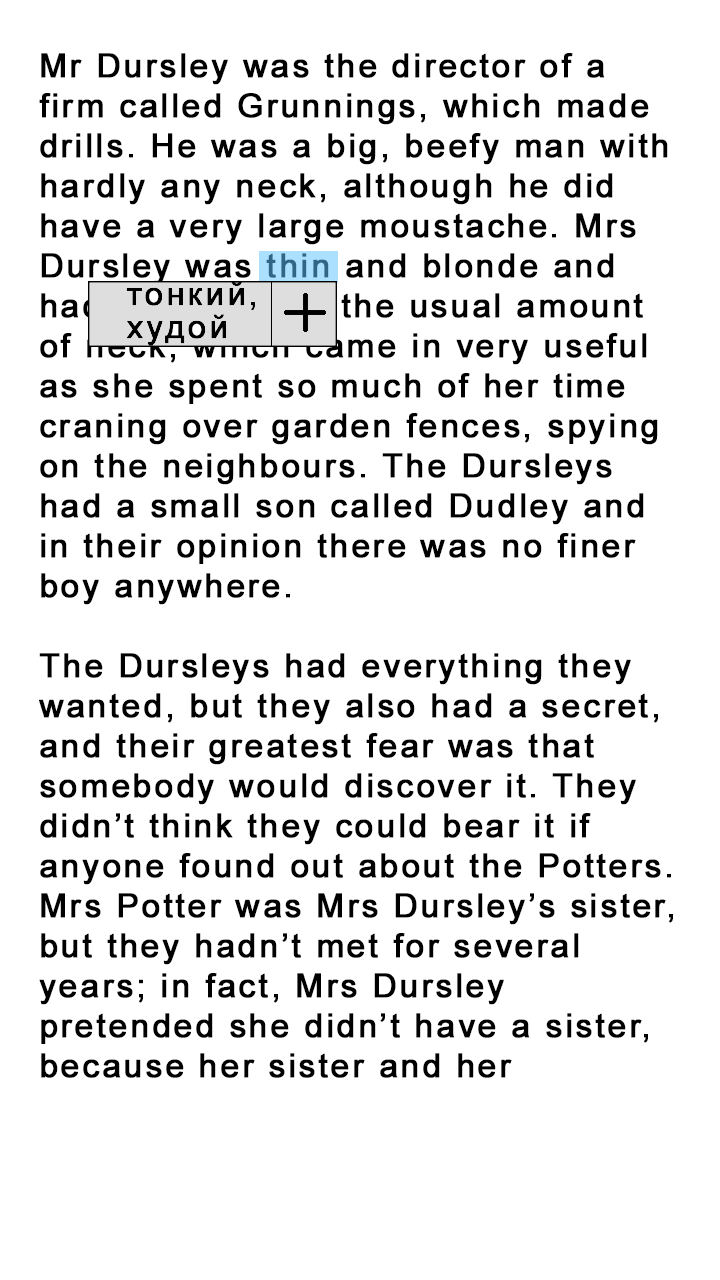 Mr Dursley was the director of a
firm called Grunnings, which made
drills. He was a big, beefy man with
hardly any neck, although he did
have a very large moustache. Mrs
Dursley was thin and blonde and
had the usual amount
тонкий,
худой
+
of neck, which came in very useful
as she spent so much of her time
craning over garden fences, spying
on the neighbours. The Dursleys
had a small son called Dudley and
in their opinion there was no finer
boy anywhere.
The Dursleys had everything they
wanted, but they also had a secret,
and their greatest fear was that
somebody would discover it. They
didn’t think they could bear it if
anyone found out about the Potters.
Mrs Potter was Mrs Dursley’s sister,
but they hadn’t met for several
years; in fact, Mrs Dursley
pretended she didn’t have a sister,
because her sister and her